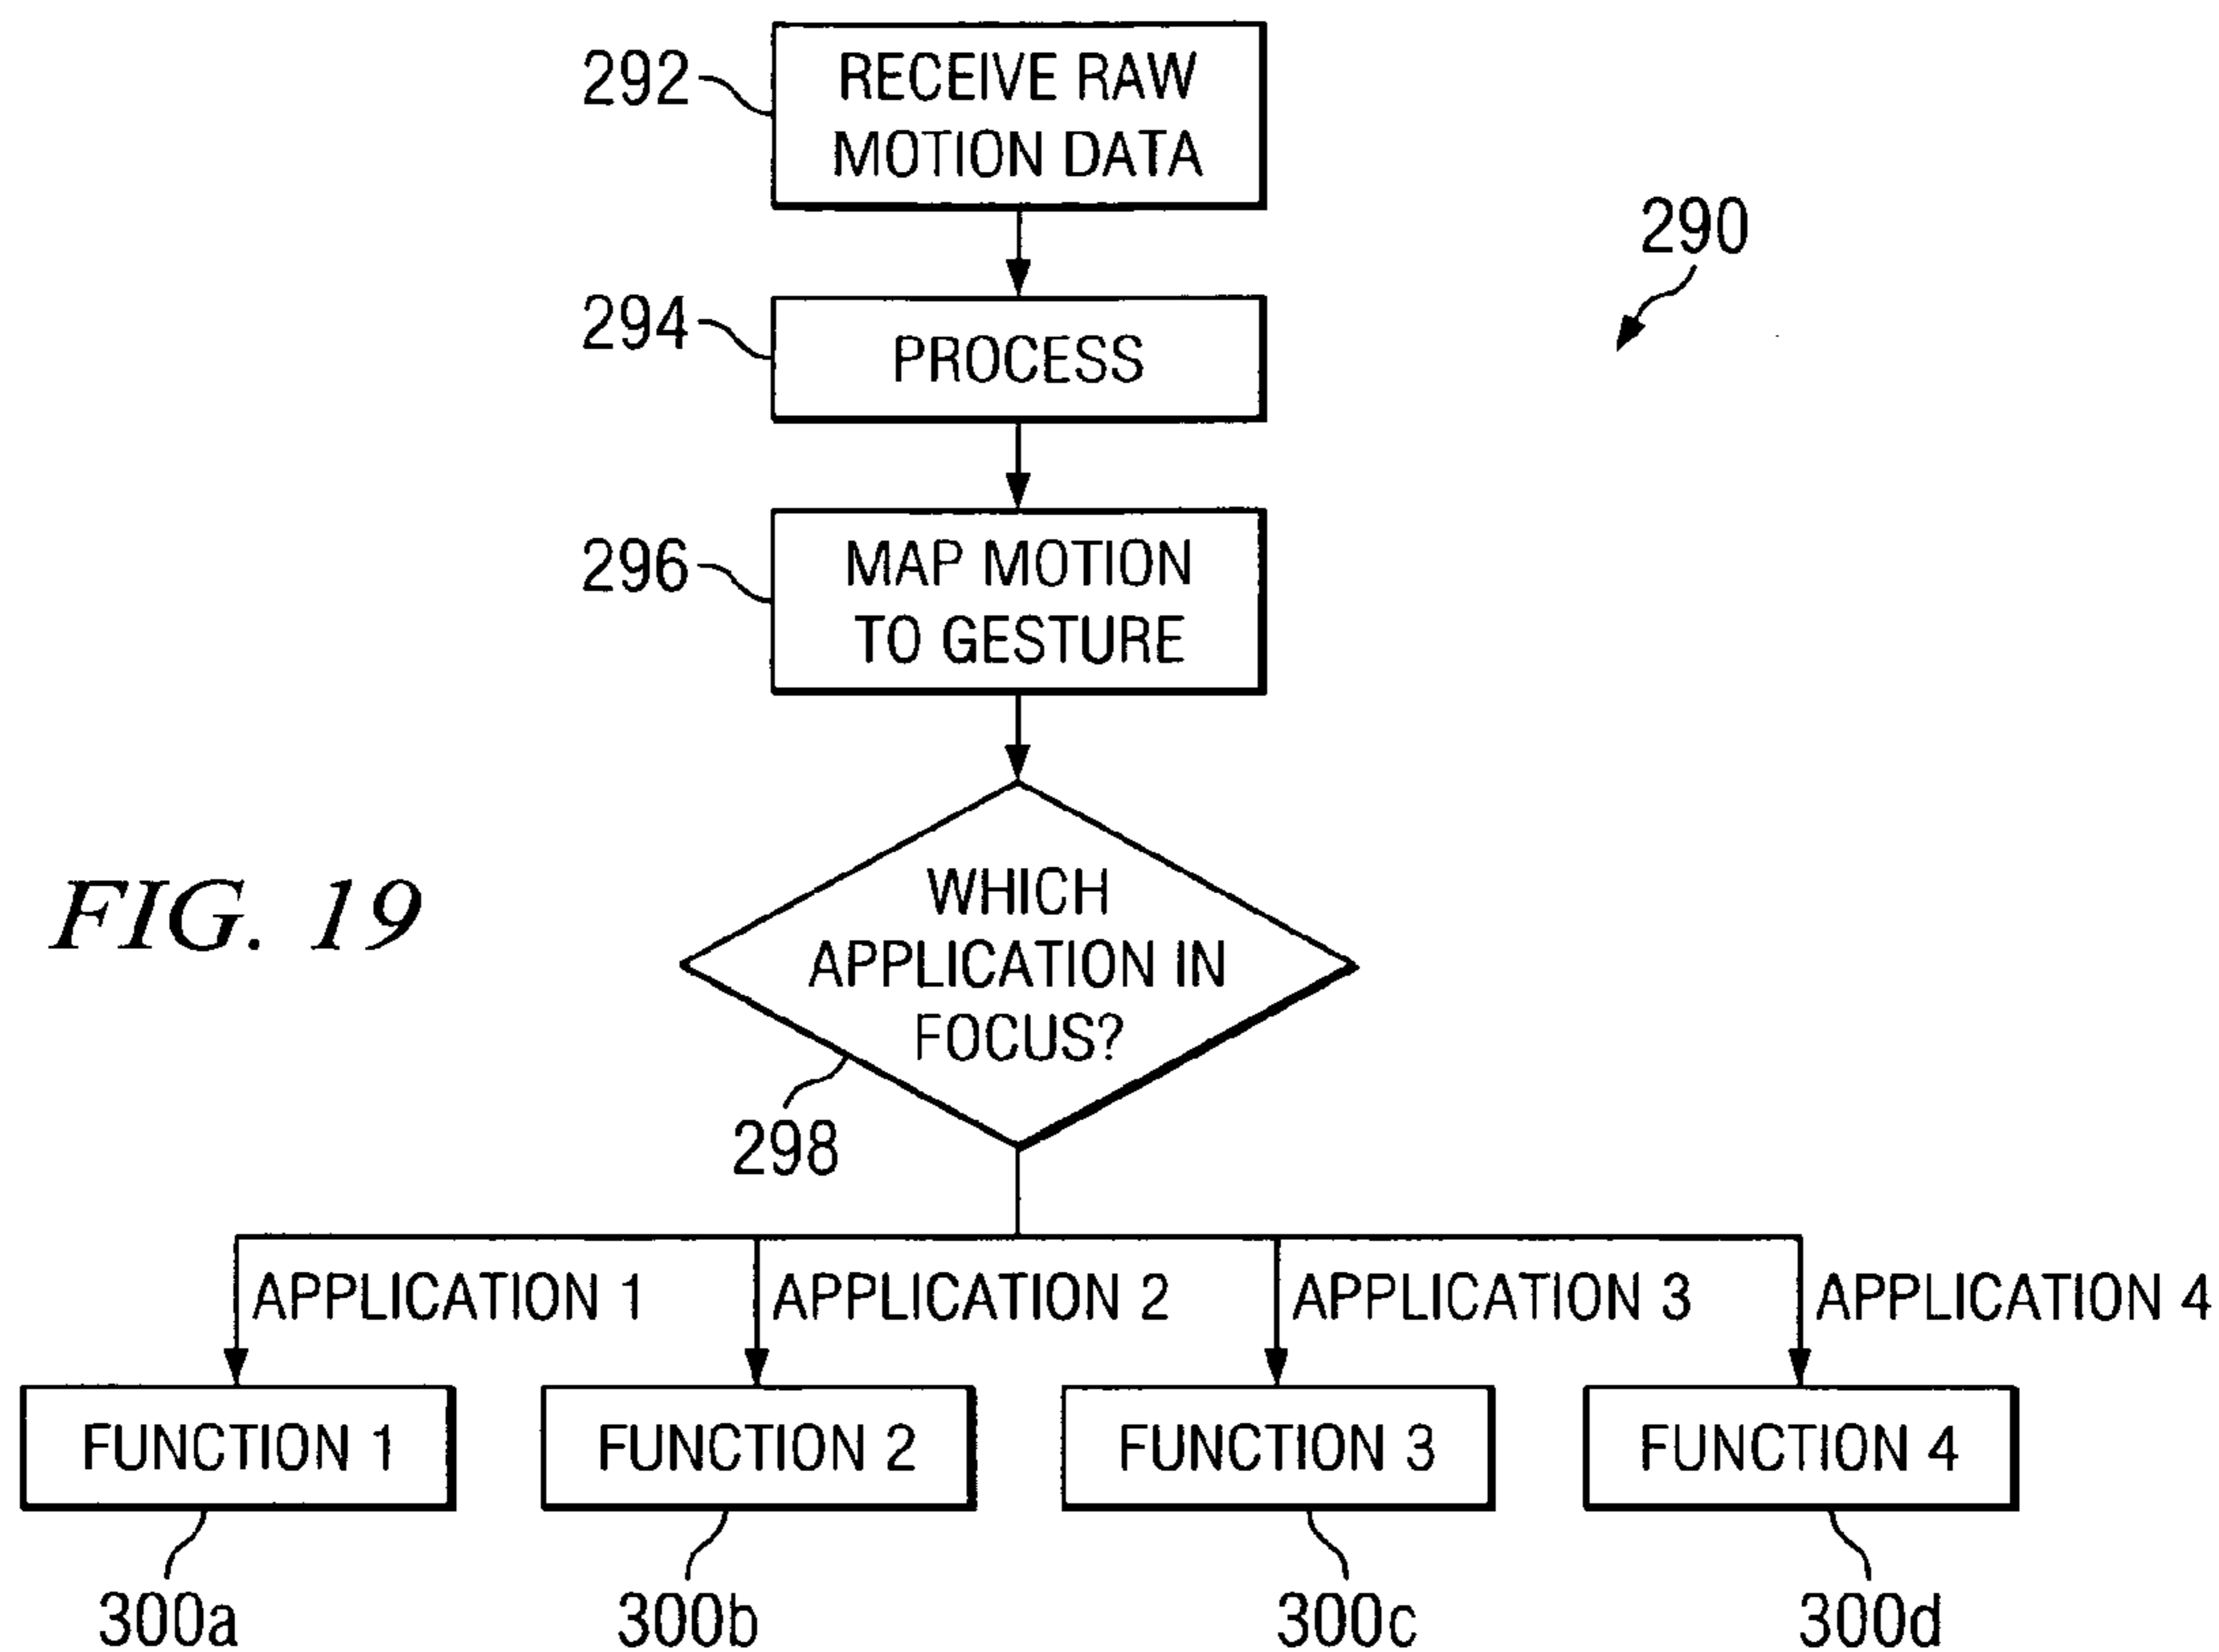 292
RECEIVE RAW
MOTION DATA
290
294
PROCESS
296
MAP MOTION
TO GESTURE
FIG. 19
WHICH
APPLICATION IN
FOCUS?
298
APPLICATION 1
APPLICATION 2
APPLICATION 3
APPLICATION 4
FUNCTION 1
FUNCTION 2
FUNCTION 3
FUNCTION 4
300a
300b
300c
300d